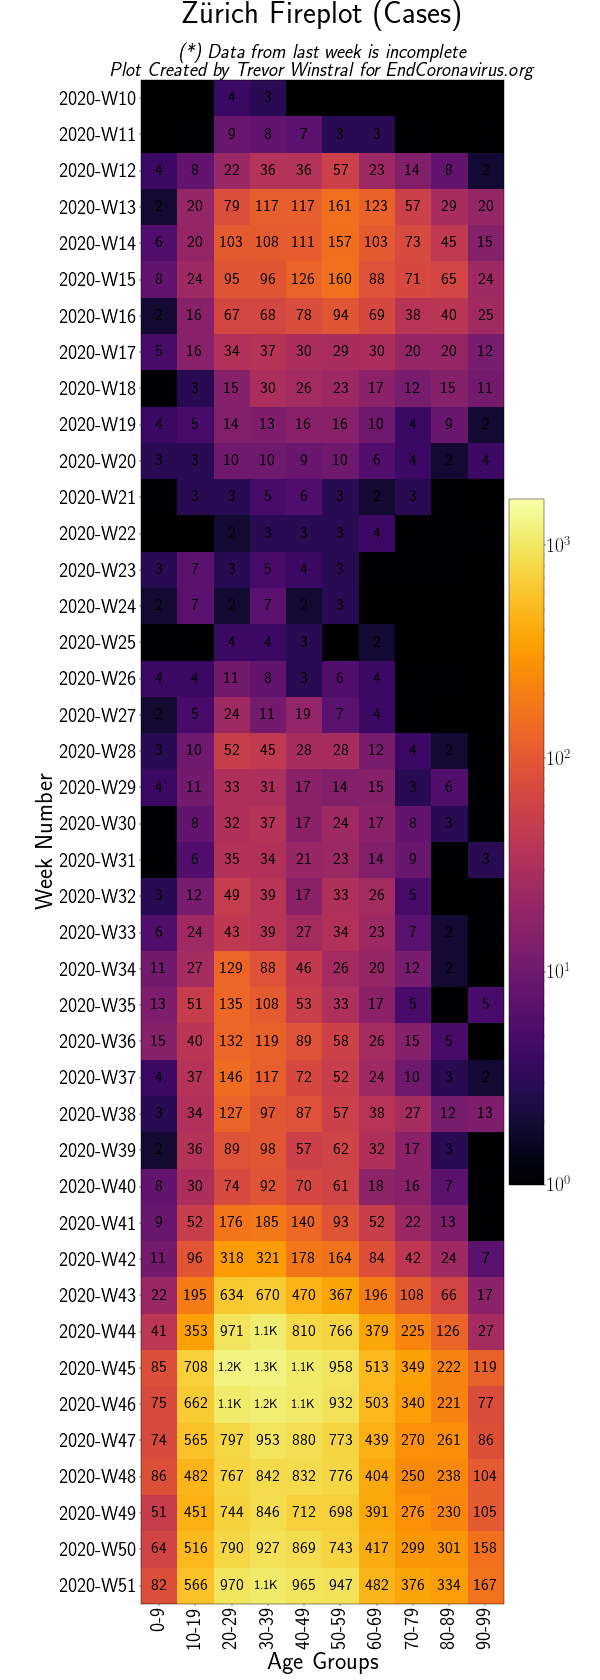 Zürich Fireplot (Cases)
(*) Data from last week is incomplete
Plot Created by Trevor Winstral for EndCoronavirus.org
2020-W10 4 3
2020-W11 9 8 7 3 3
2020-W12 4 8 22 36 36 57 23 14 8 2
2020-W13 2 20 79 117 117 161 123 57 29 20
2020-W14 6 20 103 108 111 157 103 73 45 15
2020-W15 8 24 95 96 126 160 88 71 65 24
2020-W16 2 16 67 68 78 94 69 38 40 25
2020-W17 5 16 34 37 30 29 30 20 20 12
2020-W18 3 15 30 26 23 17 12 15 11
2020-W19 4 5 14 13 16 16 10 4 9 2
2020-W20 3 3 10 10 9 10 6 4 2 4
2020-W21 3 3 5 6 3 2 3
2020-W22 2 3 3 3 4
2020-W23 3 7 3 5 4 3
2020-W24 2 7 2 7 2 3
2020-W25 4 4 3 2
2020-W26 4 4 11 8 3 6 4
2020-W27 2 5 24 11 19 7 4
2020-W28 3 10 52 45 28 28 12 4 2
2020-W29 4 11 33 31 17 14 15 3 6
2020-W30 8 32 37 17 24 17 8 3
2020-W31 6 35 34 21 23 14 9 3
2020-W32 3 12 49 39 17 33 26 5
2020-W33 6 24 43 39 27 34 23 7 2
2020-W34 11 27 129 88 46 26 20 12 2
2020-W35 13 51 135 108 53 33 17 5 5
2020-W36 15 40 132 119 89 58 26 15 5
2020-W37 4 37 146 117 72 52 24 10 3 2
2020-W38 3 34 127 97 87 57 38 27 12 13
2020-W39 2 36 89 98 57 62 32 17 3
2020-W40 8 30 74 92 70 61 18 16 7
2020-W41 9 52 176 185 140 93 52 22 13
2020-W42 11 96 318 321 178 164 84 42 24 7
2020-W43 22 195 634 670 470 367 196 108 66 17
2020-W44 41 353 971 1.1K 810 766 379 225 126 27
2020-W45 85 708 1.2K 1.3K 1.1K 958 513 349 222 119
2020-W46 75 662 1.1K 1.2K 1.1K 932 503 340 221 77
2020-W47 74 565 797 953 880 773 439 270 261 86
2020-W48 86 482 767 842 832 776 404 250 238 104
2020-W49 51 451 744 846 712 698 391 276 230 105
2020-W50 64 516 790 927 869 743 417 299 301 158
2020-W51 82 566 970 1.1K 965 947 482 376 334 167
0-9 10-19 20-29 30-39 40-49 50-59 60-69 70-79 80-89 90-99
Age Groups
Week Number
10³
10²
10¹
10⁰